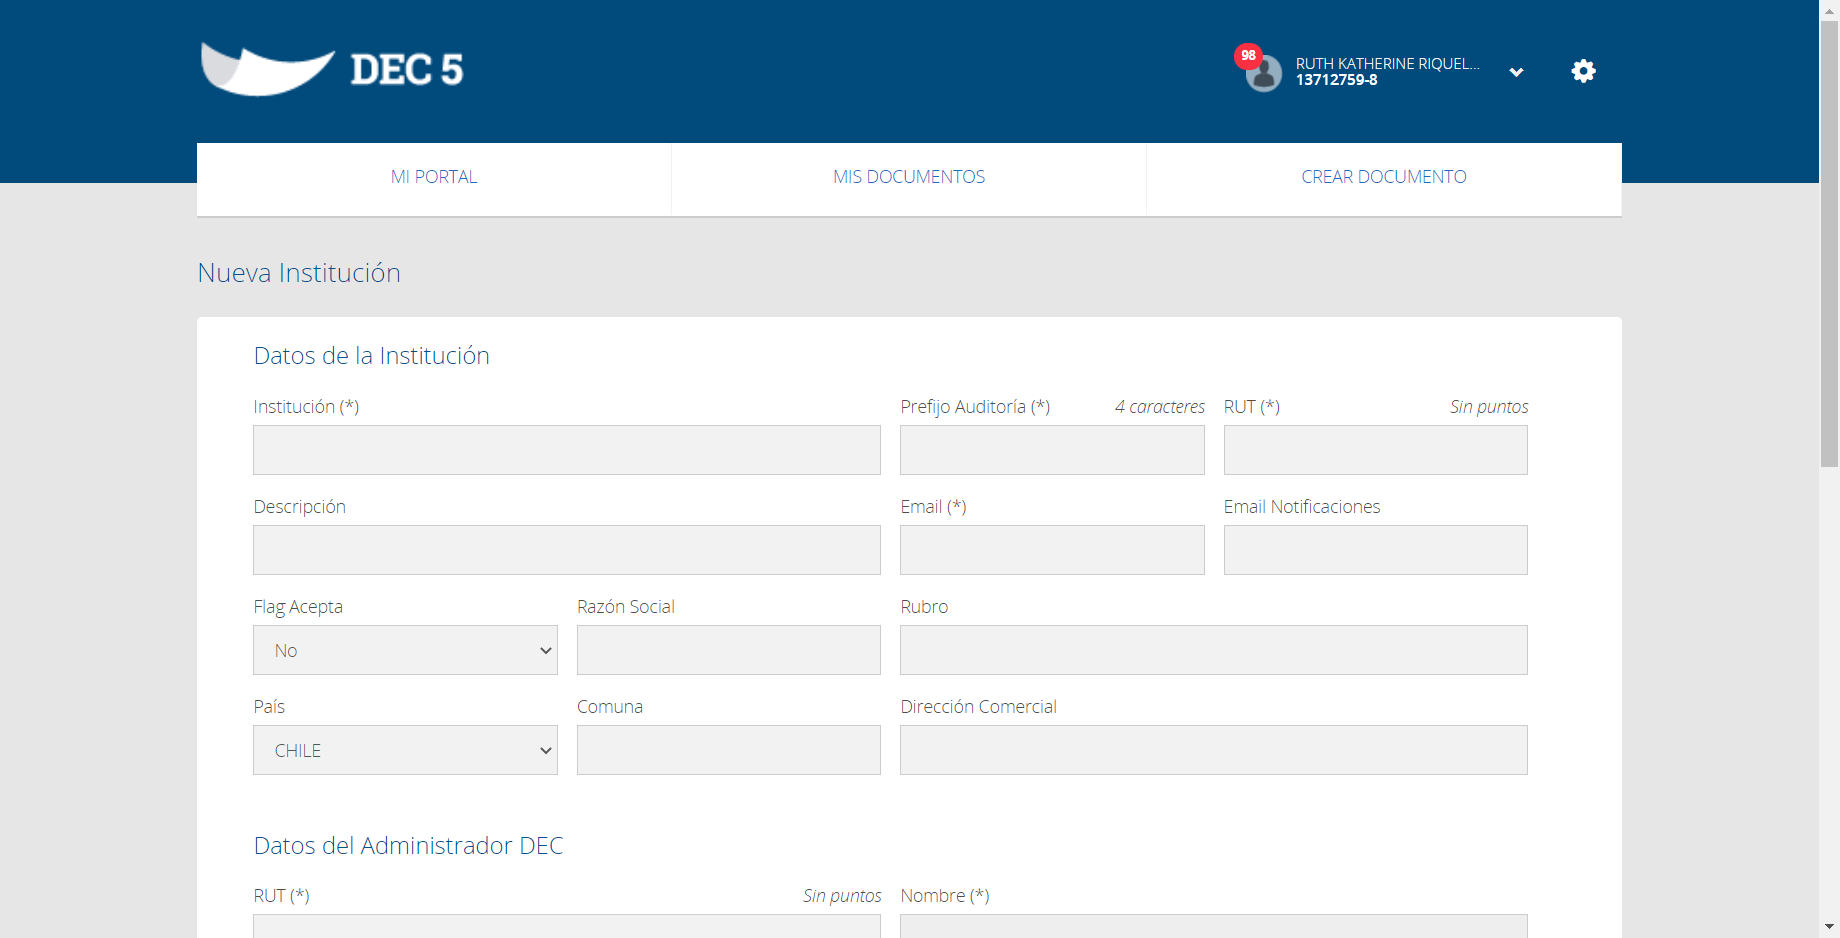 DEC 5
98
RUTH KATHERINE RIQUEL...
13712759-8
MI PORTAL
MIS DOCUMENTOS
CREAR DOCUMENTO
Nueva Institución
Datos de la Institución
Institución (*)
Prefijo Auditoría (*) 4 caracteres
RUT (*) Sin puntos
Descripción
Email (*)
Email Notificaciones
Flag Acepta
Razón Social
Rubro
No
País
Comuna
Dirección Comercial
CHILE
Datos del Administrador DEC
RUT (*) Sin puntos
Nombre (*)